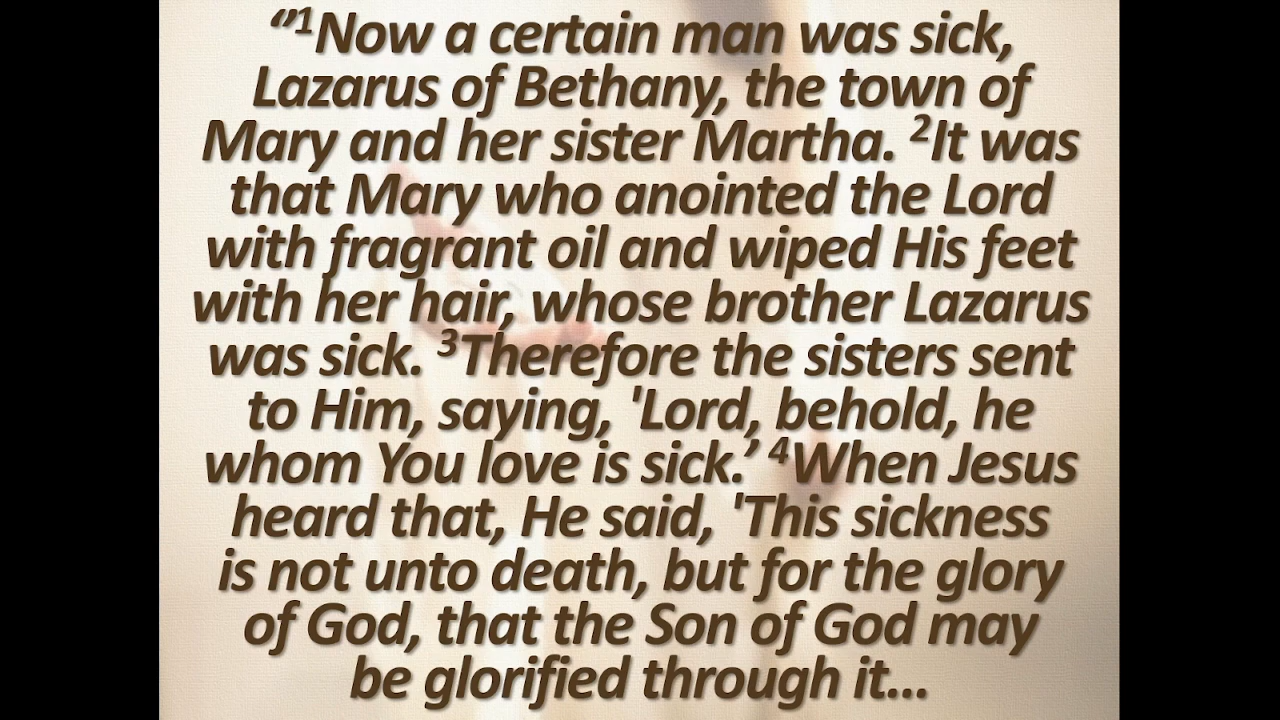 “¹Now a certain man was sick,
Lazarus of Bethany, the town of
Mary and her sister Martha. ²It was
that Mary who anointed the Lord
with fragrant oil and wiped His feet
with her hair, whose brother Lazarus
was sick. ³Therefore the sisters sent
to Him, saying, 'Lord, behold, he
whom You love is sick.’ ⁴When Jesus
heard that, He said, 'This sickness
is not unto death, but for the glory
of God, that the Son of God may
be glorified through it...